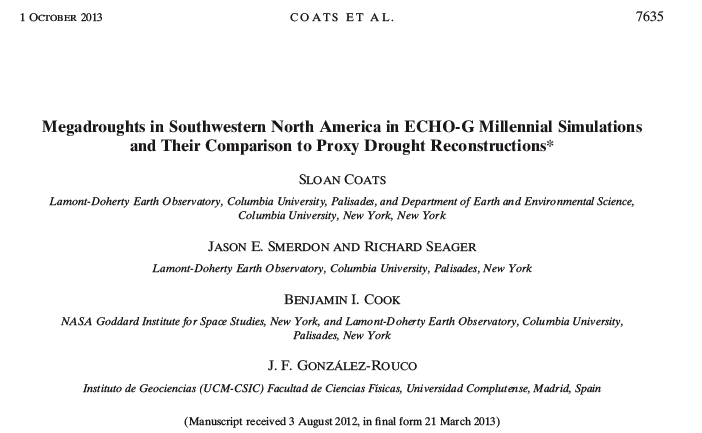 1 OCTOBER 2013
COATS ET AL.
7635
Megadroughts in Southwestern North America in ECHO-G Millennial Simulations
and Their Comparison to Proxy Drought Reconstructions*
SLOAN COATS
Lamont-Doherty Earth Observatory, Columbia University, Palisades, and Department of Earth and Environmental Science,
Columbia University, New York, New York
JASON E. SMERDON AND RICHARD SEAGER
Lamont-Doherty Earth Observatory, Columbia University, Palisades, New York
BENJAMIN I. COOK
NASA Goddard Institute for Space Studies, New York, and Lamont-Doherty Earth Observatory, Columbia University,
Palisades, New York
J. F. GONZÁLEZ-ROUCO
Instituto de Geociencias (UCM-CSIC) Facultad de Ciencias Físicas, Universidad Complutense, Madrid, Spain
(Manuscript received 3 August 2012, in final form 21 March 2013)